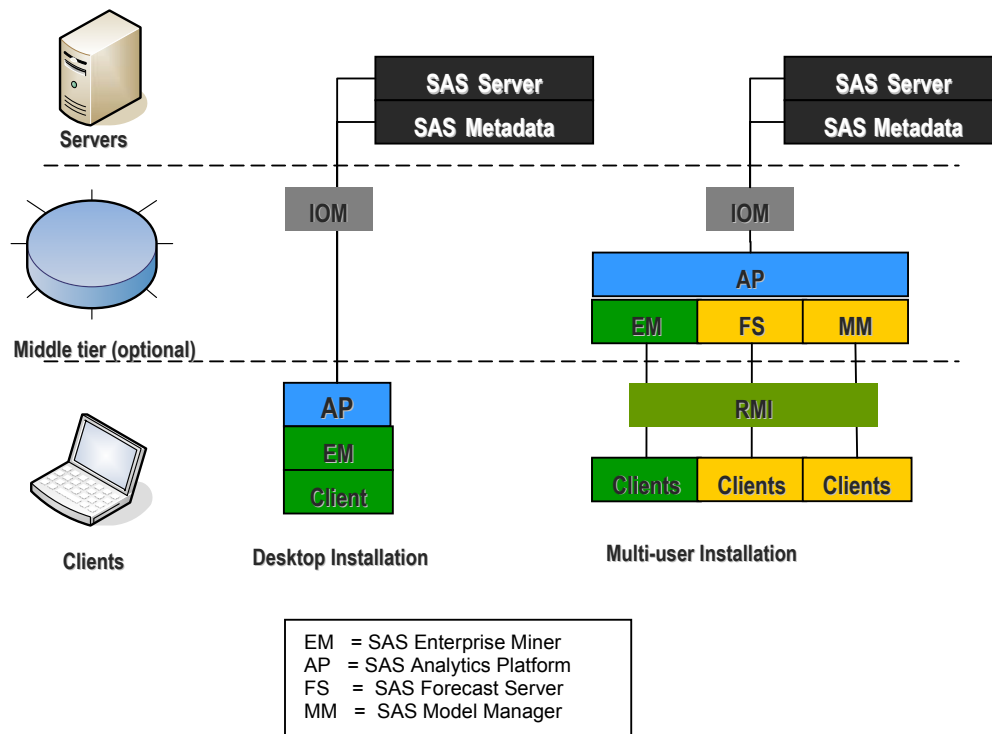 SAS Server
SAS Metadata
SAS Server
SAS Metadata
Servers
IOM
IOM
AP
EM FS MM
Middle tier (optional)
AP
EM
Client
RMI
Clients Clients Clients
Clients
Desktop Installation
Multi-user Installation
EM = SAS Enterprise Miner
AP = SAS Analytics Platform
FS = SAS Forecast Server
MM = SAS Model Manager